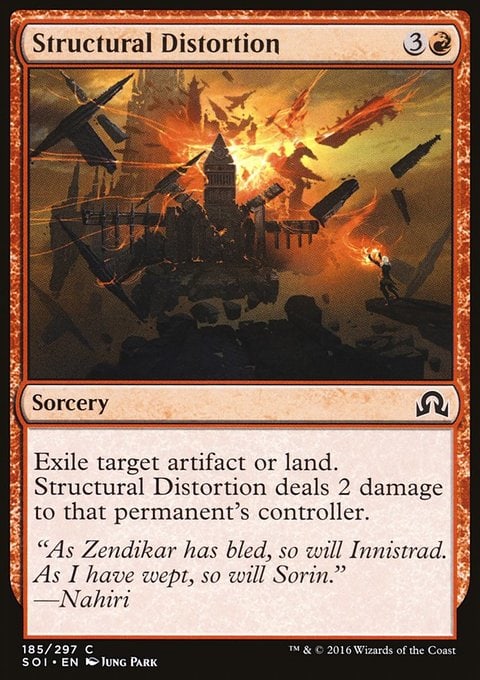 Structural Distortion 3
Sorcery
Exile target artifact or land.
Structural Distortion deals 2 damage
to that permanent's controller.
"As Zendikar has bled, so will Innistrad.
As I have wept, so will Sorin."
—Nahiri
185/297 C
SOI • EN Jung Park
™ & © 2016 Wizards of the Coast